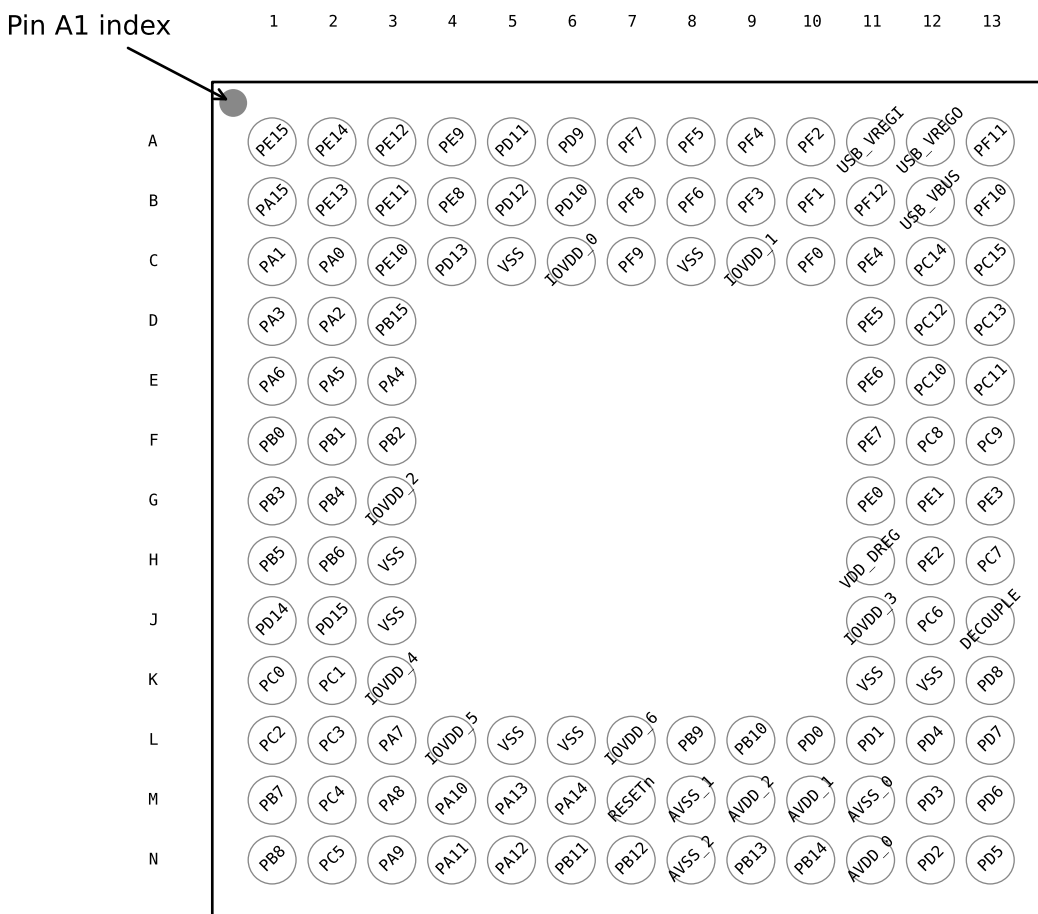 1 2 3 4 5 6 7 8 9 10 11 12 13
Pin A1 index
A PE15 PE14 PE12 PE9 PD11 PD9 PF7 PF5 PF4 PF2 USB_VREGI USB_VREGO PF11
B PA15 PE13 PE11 PE8 PD12 PD10 PF8 PF6 PF3 PF1 PF12 USB_VBUS PF10
C PA1 PA0 PE10 PD13 VSS IOVDD_0 PF9 VSS IOVDD_1 PF0 PE4 PC14 PC15
D PA3 PA2 PB15 PE5 PC12 PC13
E PA6 PA5 PA4 PE6 PC10 PC11
F PB0 PB1 PB2 PE7 PC8 PC9
G PB3 PB4 IOVDD_2 PE0 PE1 PE3
H PB5 PB6 VSS VDD_DREG PE2 PC7
J PD14 PD15 VSS IOVDD_3 PC6 DECOUPLE
K PC0 PC1 IOVDD_4 VSS VSS PD8
L PC2 PC3 PA7 IOVDD_5 VSS VSS IOVDD_6 PB9 PB10 PD0 PD1 PD4 PD7
M PB7 PC4 PA8 PA10 PA13 PA14 RESETn AVSS_1 AVDD_2 AVDD_1 AVSS_0 PD3 PD6
N PB8 PC5 PA9 PA11 PA12 PB11 PB12 AVSS_2 PB13 PB14 AVDD_0 PD2 PD5